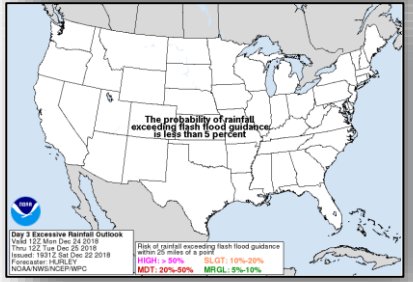 The probability of rainfall
exceeding flash flood guidance
is less than 5 percent
NOAA
Day 3 Excessive Rainfall Outlook
Valid 12Z Mon Dec 24 2018
Thru 12Z Tue Dec 25 2018
Issued: 1931Z Sat Dec 22 2018
Forecaster: HURLEY
NOAA/NWS/NCEP/WPC
Risk of rainfall exceeding flash flood guidance
within 25 miles of a point
HIGH: > 50% SLGT: 10%-20%
MDT: 20%-50% MRGL: 5%-10%